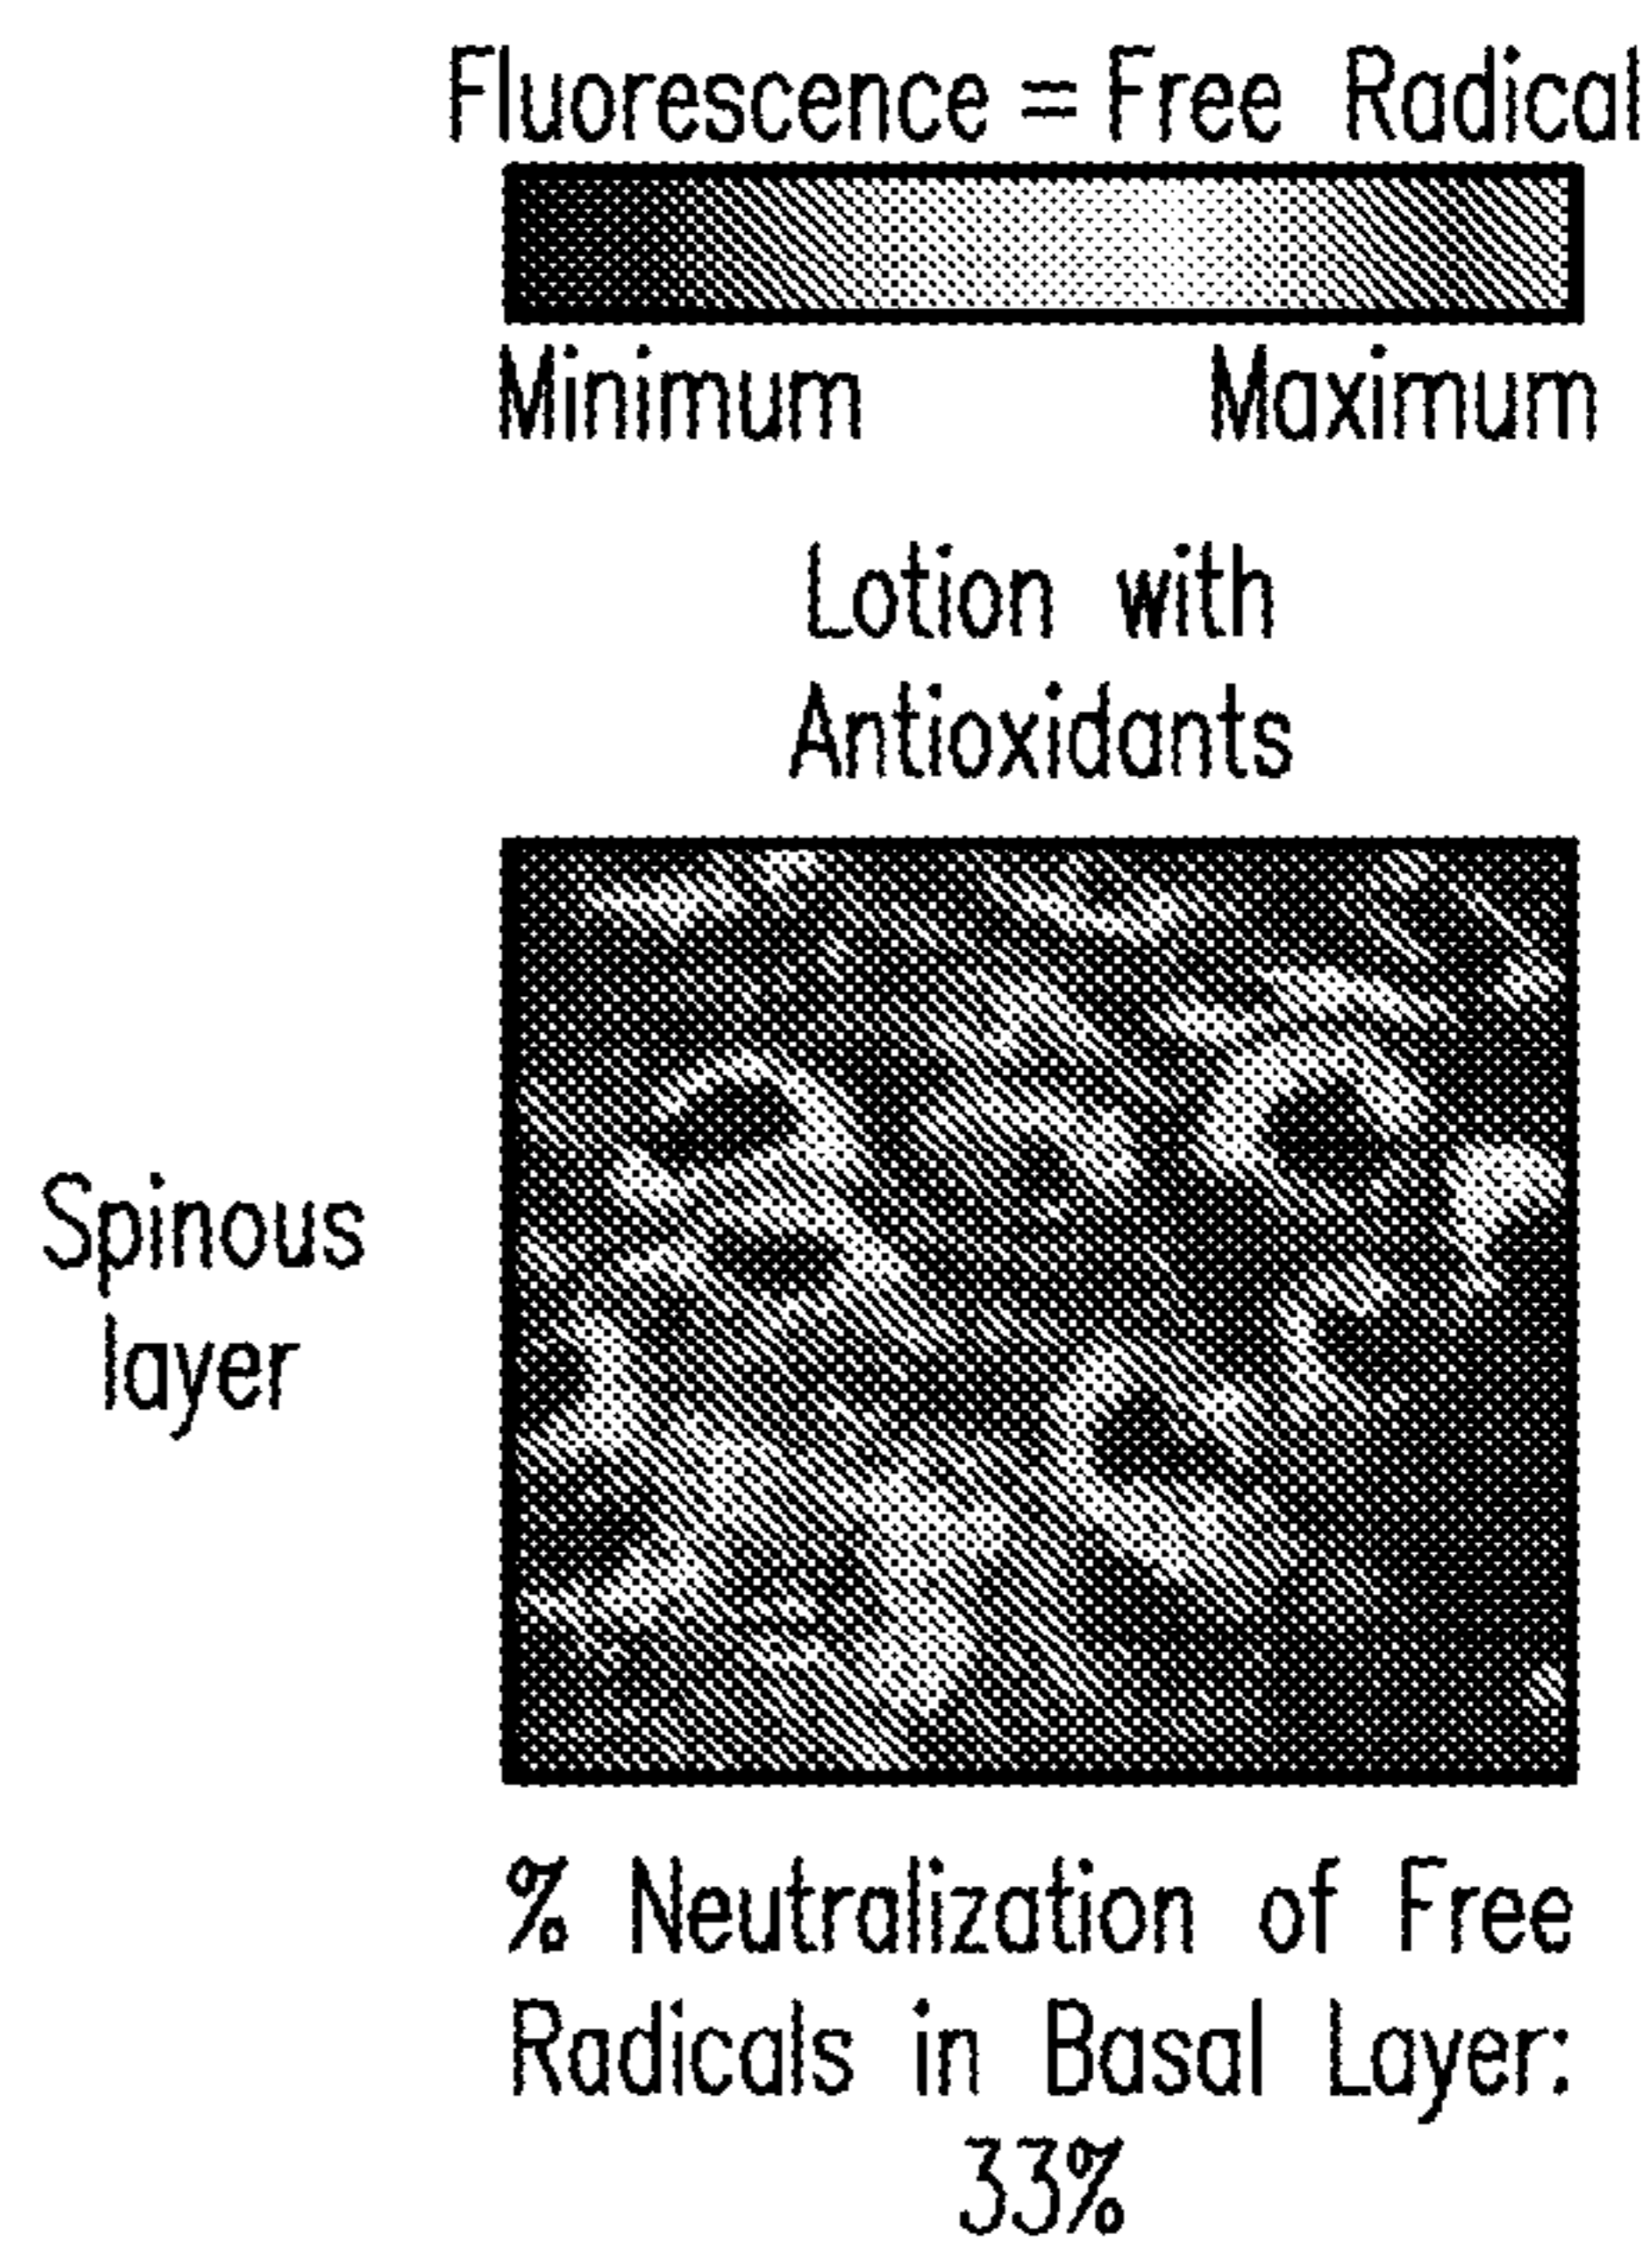 Fluorescence = Free Radical
Minimum Maximum
Lotion with
Antioxidants
Spinous
layer
% Neutralization of Free
Radicals in Basal Layer:
33%